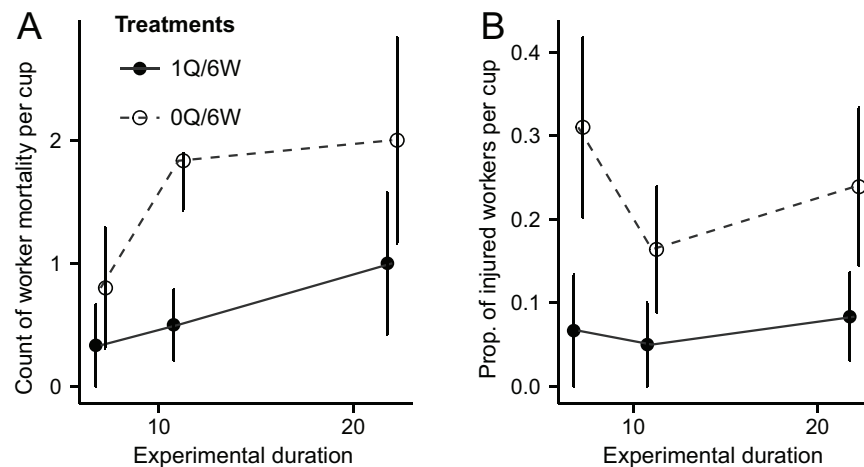 A
Treatments
1Q/6W
0Q/6W
Count of worker mortality per cup
2
1
0
10
20
Experimental duration
B
Prop. of injured workers per cup
0.4
0.3
0.2
0.1
0.0
10
20
Experimental duration